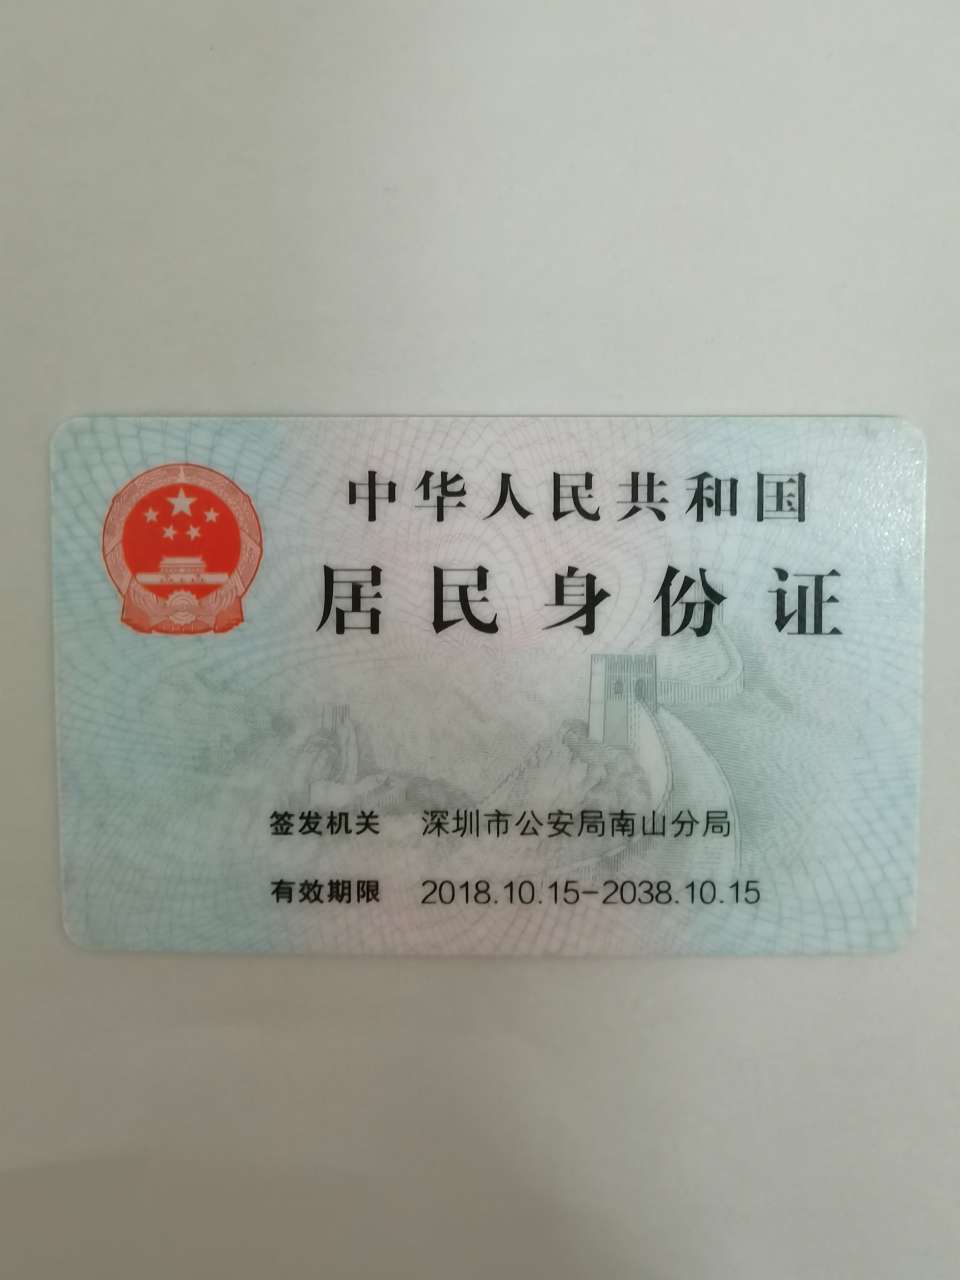 中华人民共和国
居民身份证
签发机关 深圳市公安局南山分局
有效期限 2018.10.15-2038.10.15